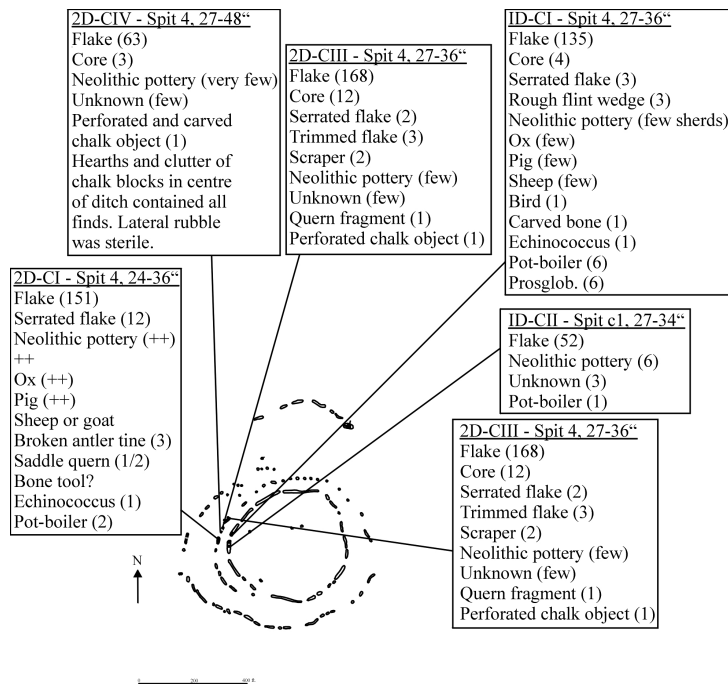 2D-CIV - Spit 4, 27-48“
Flake (63)
Core (3)
Neolithic pottery (very few)
Unknown (few)
Perforated and carved
chalk object (1)
Hearths and clutter of
chalk blocks in centre
of ditch contained all
finds. Lateral rubble
was sterile.
2D-CIII - Spit 4, 27-36“
Flake (168)
Core (12)
Serrated flake (2)
Trimmed flake (3)
Scraper (2)
Neolithic pottery (few)
Unknown (few)
Quern fragment (1)
Perforated chalk object (1)
ID-CI - Spit 4, 27-36“
Flake (135)
Core (4)
Serrated flake (3)
Rough flint wedge (3)
Neolithic pottery (few sherds)
Ox (few)
Pig (few)
Sheep (few)
Bird (1)
Carved bone (1)
Echinococcus (1)
Pot-boiler (6)
Prosglob. (6)
2D-CI - Spit 4, 24-36“
Flake (151)
Serrated flake (12)
Neolithic pottery (++)
++
Ox (++)
Pig (++)
Sheep or goat
Broken antler tine (3)
Saddle quern (1/2)
Bone tool?
Echinococcus (1)
Pot-boiler (2)
ID-CII - Spit c1, 27-34“
Flake (52)
Neolithic pottery (6)
Unknown (3)
Pot-boiler (1)
2D-CIII - Spit 4, 27-36“
Flake (168)
Core (12)
Serrated flake (2)
Trimmed flake (3)
Scraper (2)
Neolithic pottery (few)
Unknown (few)
Quern fragment (1)
Perforated chalk object (1)
N
0 200 400 ft.